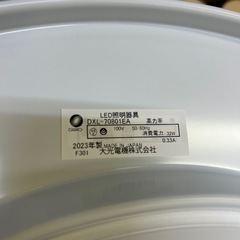 LED照明器具
DXL-70801EA 高力率
100V 50-60Hz 消費電力 32W
0.33A
2023年製 MADE IN JAPAN
F301 大光電機株式会社